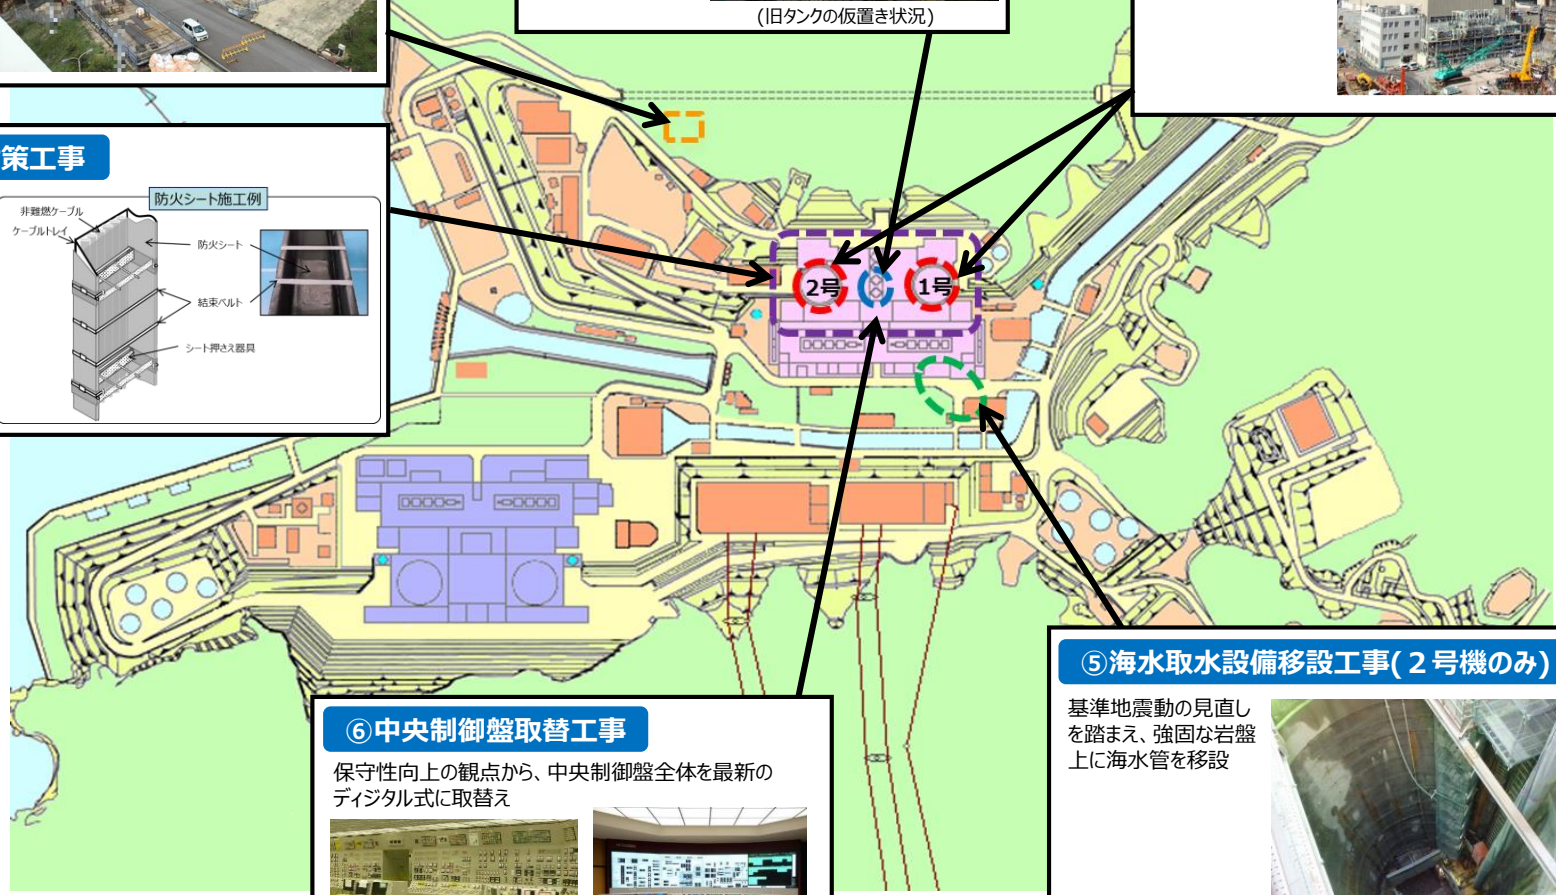 (旧タンクの仮置き状況)
策工事
防火シート施工例
非難燃ケーブル
ケーブルトレイ
防火シート
結束ベルト
シート押さえ器具
2号
1号
⑤海水取水設備移設工事(２号機のみ)
基準地震動の見直し
を踏まえ、強固な岩盤
上に海水管を移設
⑥中央制御盤取替工事
保守性向上の観点から、中央制御盤全体を最新の
ディジタル式に取替え